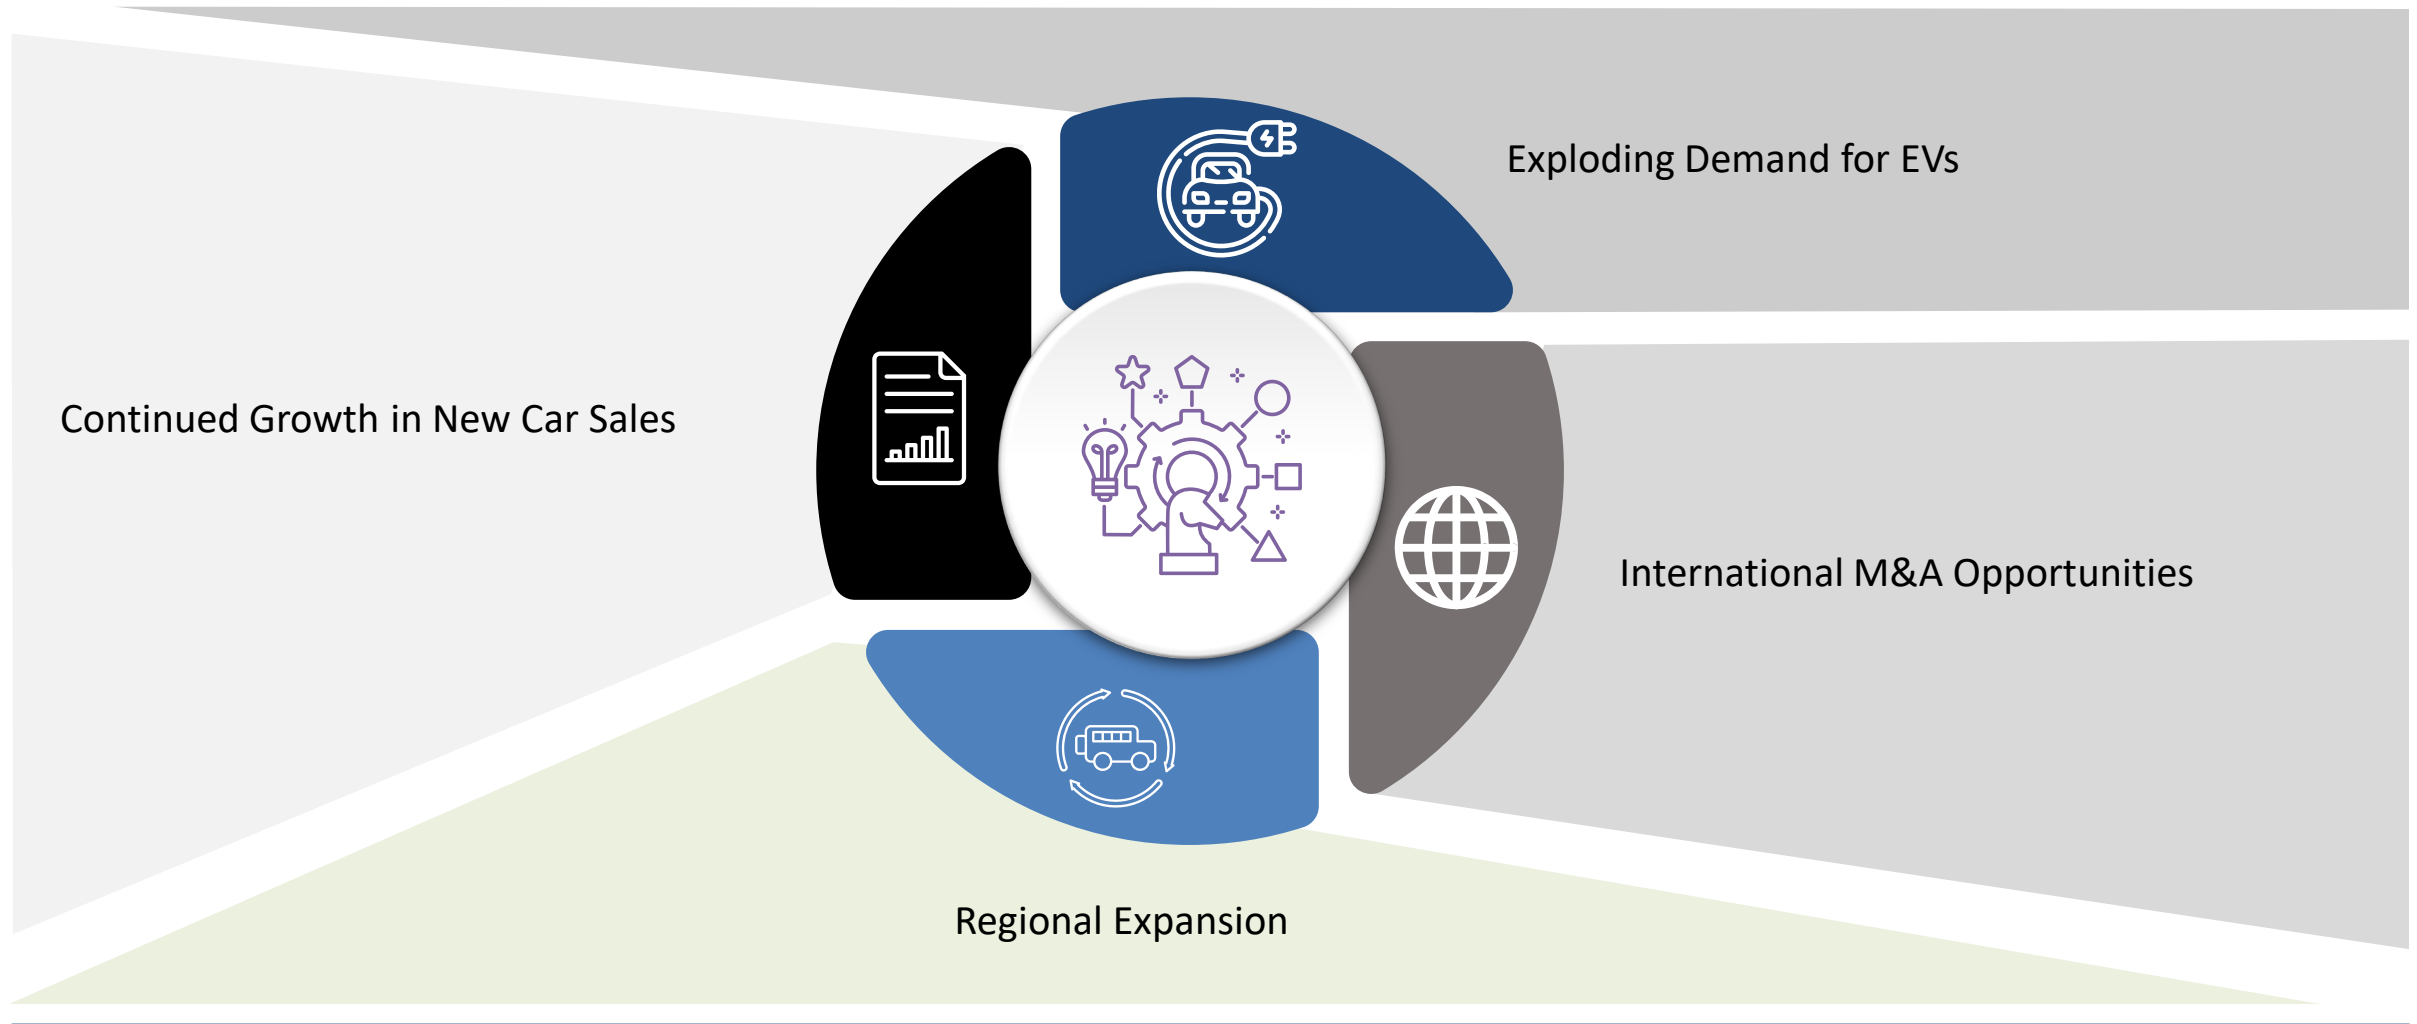 Exploding Demand for EVs
Continued Growth in New Car Sales
International M&A Opportunities
Regional Expansion